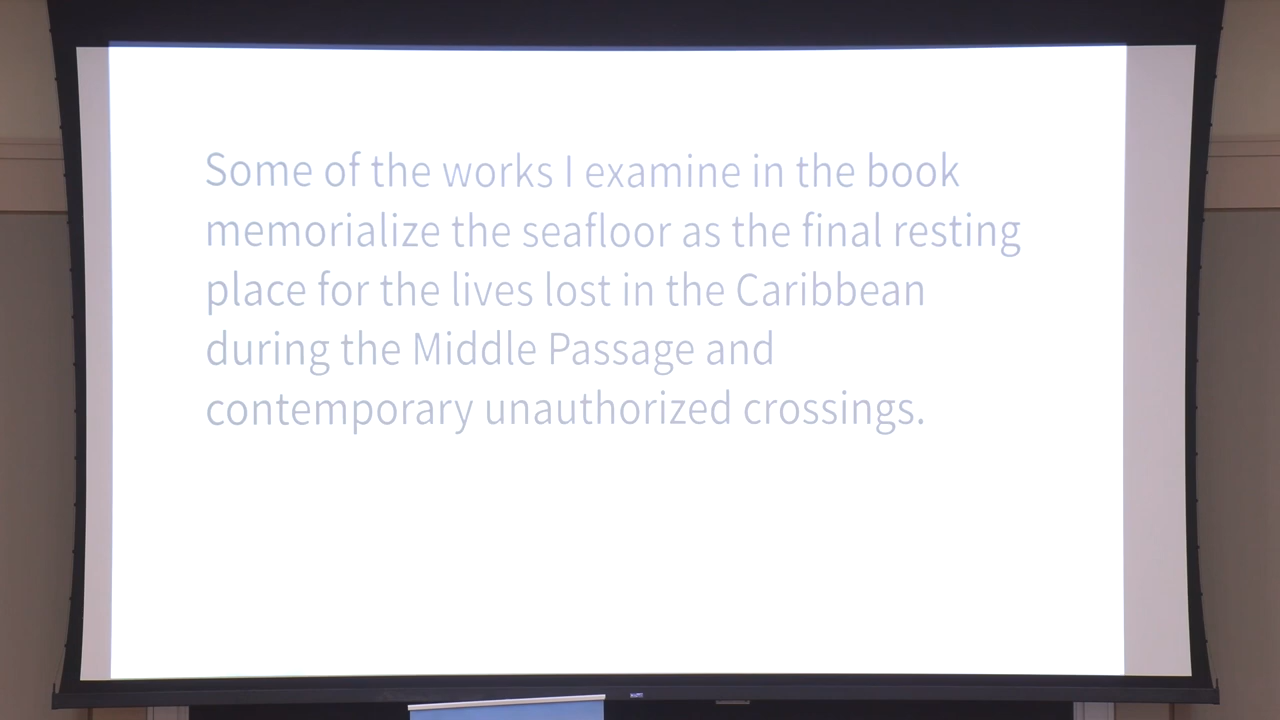 Some of the works I examine in the book
memorialize the seafloor as the final resting
place for the lives lost in the Caribbean
during the Middle Passage and
contemporary unauthorized crossings.